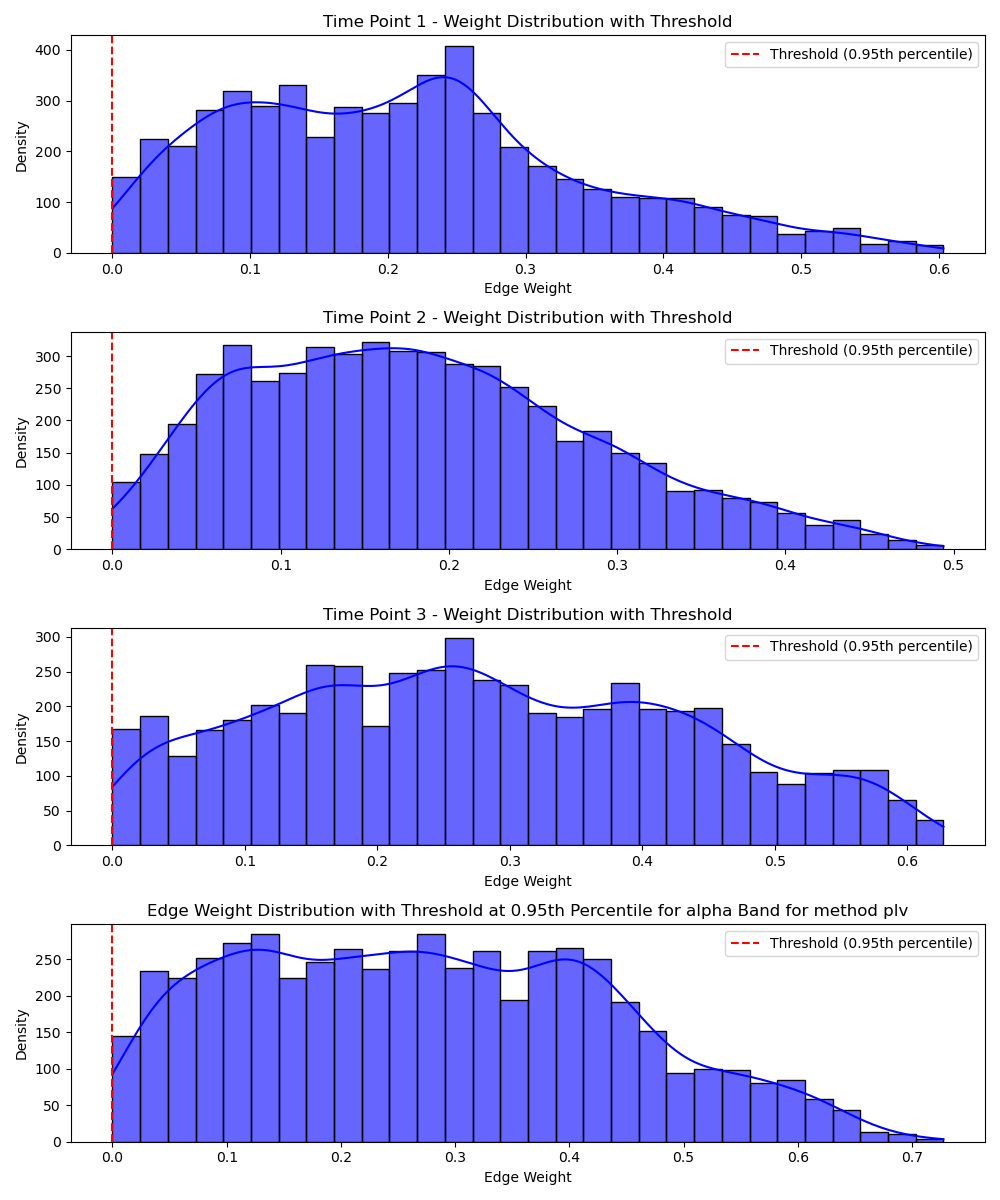 Time Point 1 - Weight Distribution with Threshold
Threshold (0.95th percentile)
Density
400
300
200
100
0
0.0 0.1 0.2 0.3 0.4 0.5 0.6
Edge Weight
Time Point 2 - Weight Distribution with Threshold
Threshold (0.95th percentile)
Density
300
250
200
150
100
50
0
0.0 0.1 0.2 0.3 0.4 0.5
Edge Weight
Time Point 3 - Weight Distribution with Threshold
Threshold (0.95th percentile)
Density
300
250
200
150
100
50
0
0.0 0.1 0.2 0.3 0.4 0.5 0.6
Edge Weight
Edge Weight Distribution with Threshold at 0.95th Percentile for alpha Band for method plv
Threshold (0.95th percentile)
Density
250
200
150
100
50
0
0.0 0.1 0.2 0.3 0.4 0.5 0.6 0.7
Edge Weight